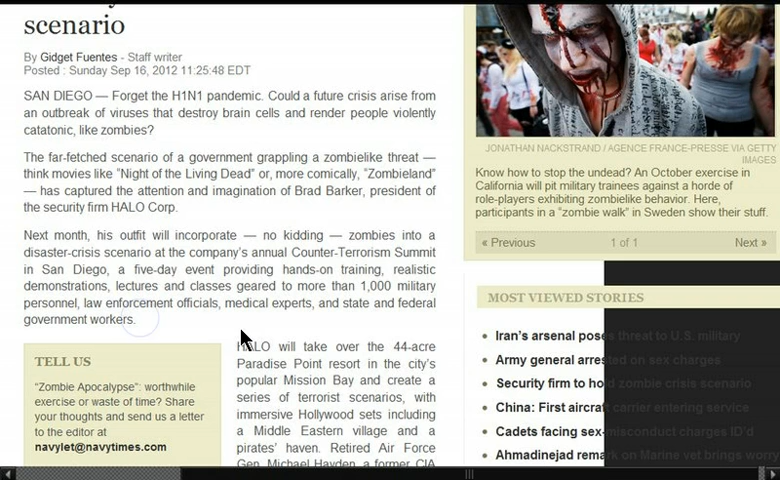 scenario
By Gidget Fuentes - Staff writer
Posted : Sunday Sep 16, 2012 11:25:48 EDT
SAN DIEGO — Forget the H1N1 pandemic. Could a future crisis arise from
an outbreak of viruses that destroy brain cells and render people violently
catatonic, like zombies?
The far-fetched scenario of a government grappling a zombielike threat —
think movies like "Night of the Living Dead" or, more comically, "Zombieland"
— has captured the attention and imagination of Brad Barker, president of
the security firm HALO Corp.
Next month, his outfit will incorporate — no kidding — zombies into a
disaster-crisis scenario at the company's annual Counter-Terrorism Summit
in San Diego, a five-day event providing hands-on training, realistic
demonstrations, lectures and classes geared to more than 1,000 military
personnel, law enforcement officials, medical experts, and state and federal
government workers.
HALO will take over the 44-acre
Paradise Point resort in the city's
popular Mission Bay and create a
series of terrorist scenarios, with
immersive Hollywood sets including
a Middle Eastern village and a
pirates' haven. Retired Air Force
Gen. Michael Hayden, a former CIA
TELL US
"Zombie Apocalypse": worthwhile
exercise or waste of time? Share
your thoughts and send us a letter
to the editor at
navylet@navytimes.com
JONATHAN NACKSTRAND / AGENCE FRANCE-PRESSE VIA GETTY
IMAGES
Know how to stop the undead? An October exercise in
California will pit military trainees against a horde of
role-players exhibiting zombielike behavior. Here,
participants in a "zombie walk" in Sweden show their stuff.
« Previous 1 of 1 Next »
MOST VIEWED STORIES
Iran's arsenal poses threat to U.S. military
Army general arrested on sex charges
Security firm to hold zombie crisis scenario
China: First aircraft carrier entering service
Cadets facing sex-misconduct charges ID'd
Ahmadinejad remark on Marine vet brings worry